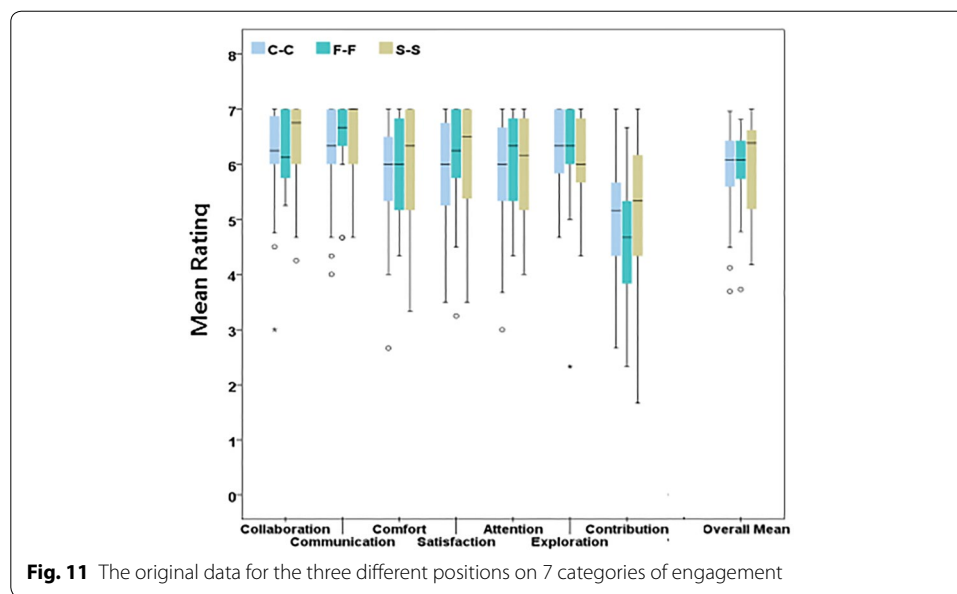 C-C F-F S-S
8
7
6
5
4
3
2
1
0
Mean Ratinq
Collaboration Comfort Attention Contribution Overall Mean
Communication Satisfaction Exploration
Fig. 11 The original data for the three different positions on 7 categories of engagement